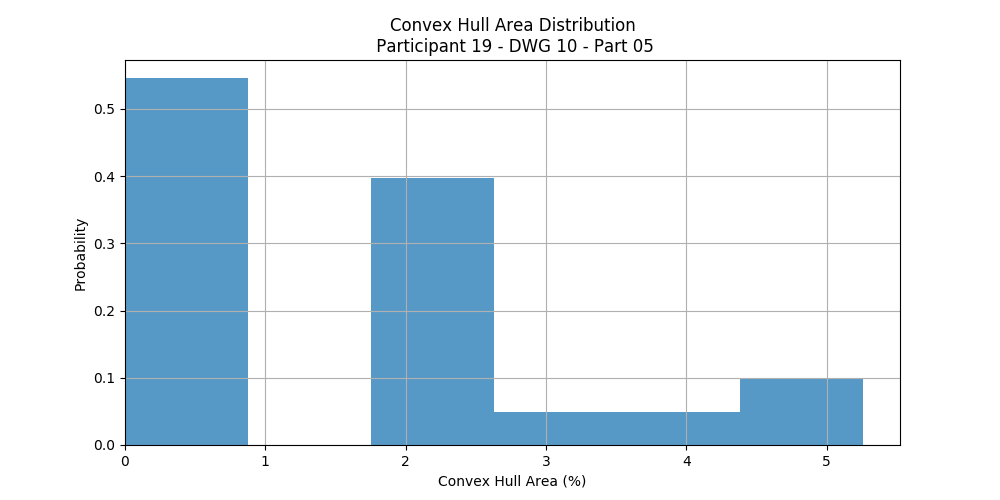 Convex Hull Area Distribution
Participant 19 - DWG 10 - Part 05
Probability
0.5
0.4
0.3
0.2
0.1
0.0
0 1 2 3 4 5
Convex Hull Area (%)